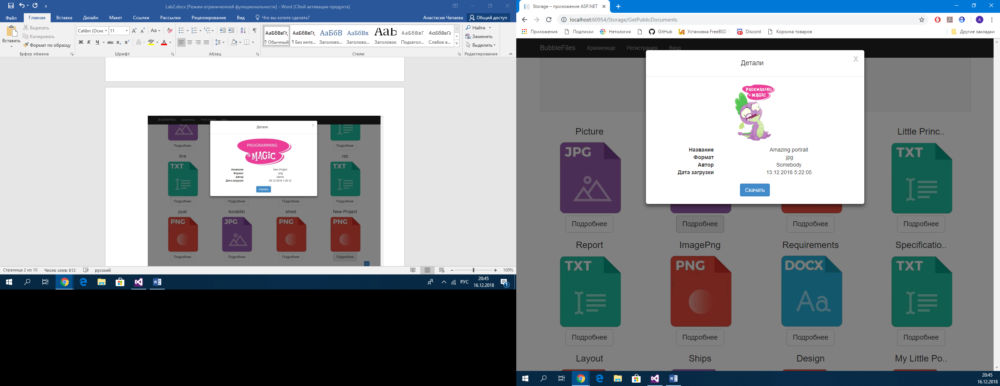 Lab2.docx [Режим ограниченной функциональности] - Word (Сбой активации продукта)
Файл Главная Вставка Дизайн Макет Ссылки Рассылки Рецензирование Вид Что вы хотите сделать? Анастасия Чапаева Общий доступ
Вставить
Вырезать
Копировать
Формат по образцу
Буфер обмена
Calibri (Оснс 11
Ж К Ч abc x₂ x²
Шрифт
Абзац
АаБбВвГг, АаБбВвГг, АаБбВ АаБбВв АаБ АаБбВвГ АаБбВвГг
¶ Обычный ¶ Без инте... Заголово... Заголово... Заголовок Подзагол... Слабое в...
Стили
Найти
Заменить
Выделить
Редактирование
BubbleFiles Хранилище Регистрация Вход
Детали X
PROGRAMMING
is MAGIC
Название New Project
Формат .png
Автор Admin
Дата загрузки 06.12.2018 1:26:12
Скачать
Подробнее Подробнее
dva raz
TXT TXT
Подробнее Подробнее Подробнее Подробнее
pyat korabliki shest New Project
PNG JPG PNG PNG
Подробнее Подробнее Подробнее Подробнее
Страница 2 из 10 Число слов: 612 русский 100%
РУС 20:45
16.12.2018
1
Storage – приложение ASP.NET
localhost:60954/Storage/GetPublicDocuments
Приложения Подписки Нетология GitHub Установка FreeBSD 1 Discord Корзина товаров Другие закладки
BubbleFiles Хранилище Регистрация Вход
Детали X
PAGEMAKING
is MAGIC
Название Amazing portrait
Формат .jpg
Автор Somebody
Дата загрузки 13.12.2018 5:22:05
Скачать
Picture Little Princ..
JPG TXT
Подробнее Подробнее Подробнее Подробнее
Report ImagePng Requirements Specificatio..
TXT PNG DOCX TXT
Aa
Подробнее Подробнее Подробнее Подробнее
Layout Ships Design My Little Po..
20:45
16.12.2018